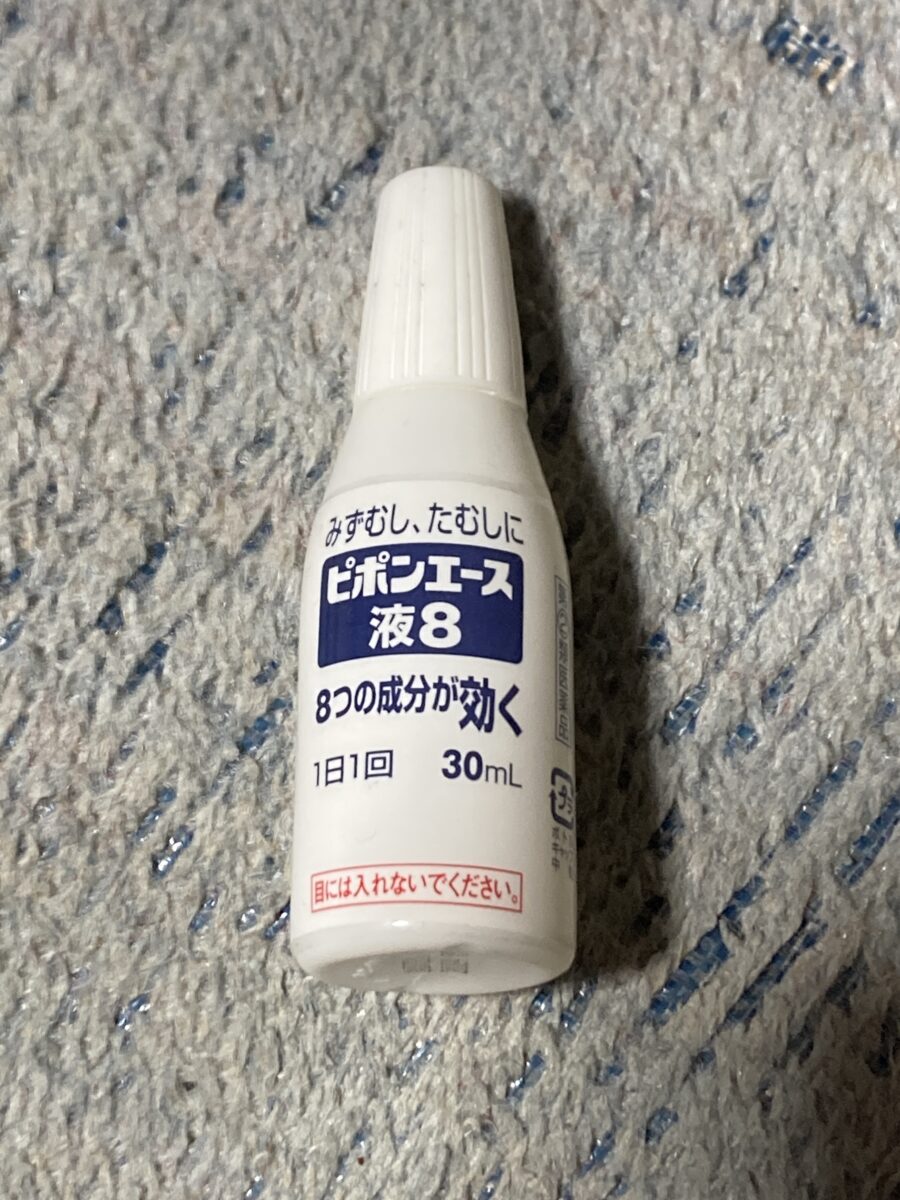 みずむし、たむしに
ピポンエース
液8
8つの成分が効く
1日1回 30mL
目には入れないでください。